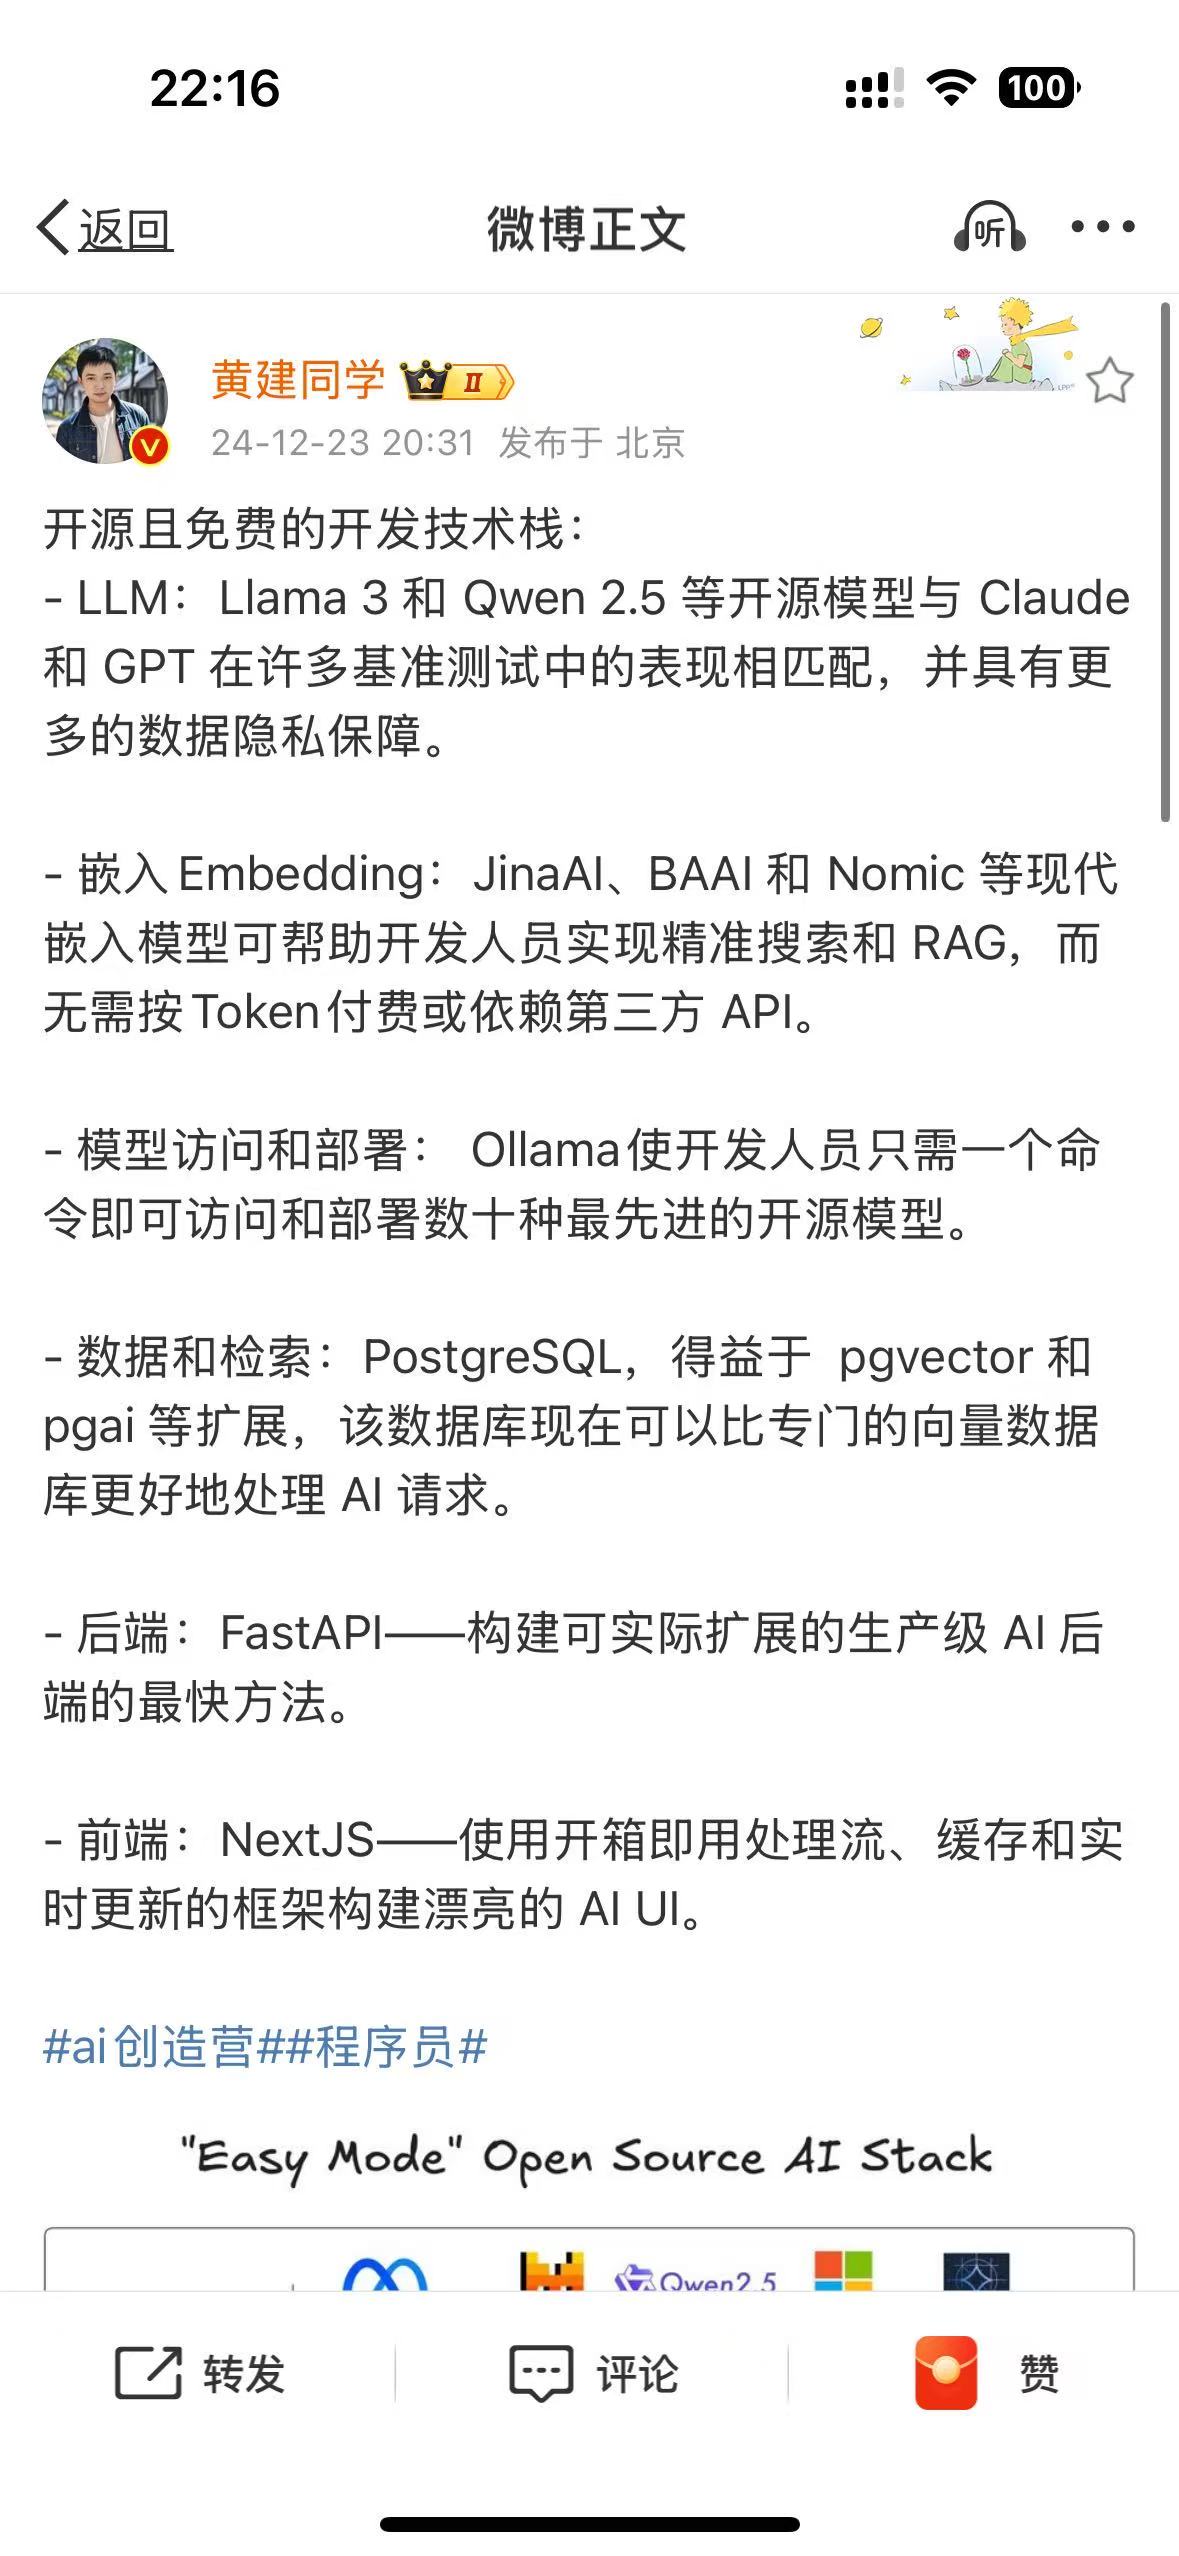 22:16
100
返回
微博正文
听
黄建同学
II
24-12-23 20:31 发布于 北京
开源且免费的开发技术栈：
- LLM： Llama 3 和 Qwen 2.5 等开源模型与 Claude
和 GPT 在许多基准测试中的表现相匹配，并具有更
多的数据隐私保障。
- 嵌入Embedding：JinaAI、BAAI 和 Nomic 等现代
嵌入模型可帮助开发人员实现精准搜索和 RAG，而
无需按Token付费或依赖第三方 API。
- 模型访问和部署： Ollama使开发人员只需一个命
令即可访问和部署数十种最先进的开源模型。
- 数据和检索：PostgreSQL，得益于 pgvector 和
pgai 等扩展，该数据库现在可以比专门的向量数据
库更好地处理 AI 请求。
- 后端：FastAPI——构建可实际扩展的生产级 AI 后
端的最快方法。
- 前端：NextJS——使用开箱即用处理流、缓存和实
时更新的框架构建漂亮的 AI UI。
#ai创造营##程序员#
"Easy Mode" Open Source AI Stack
Qwen2.5
转发
评论
赞